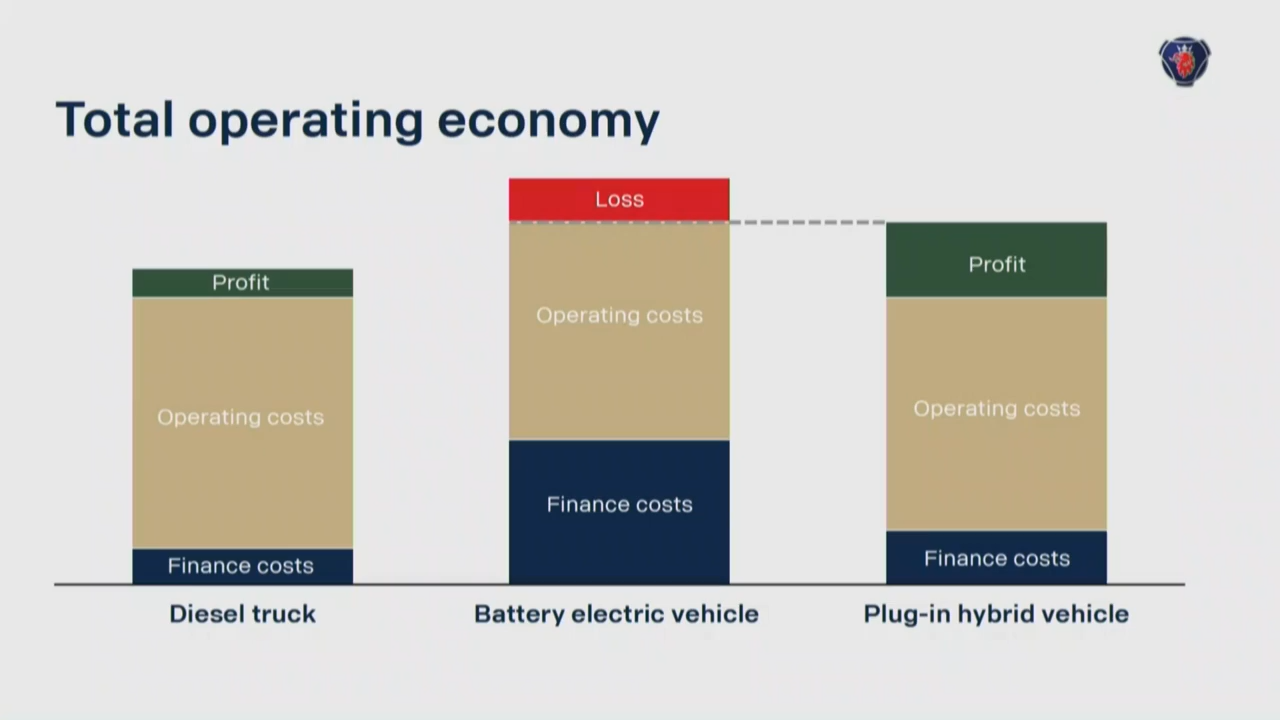 Total operating economy
Loss
Profit
Operating costs
Finance costs
Operating costs
Finance costs
Profit
Operating costs
Finance costs
Diesel truck
Battery electric vehicle
Plug-in hybrid vehicle